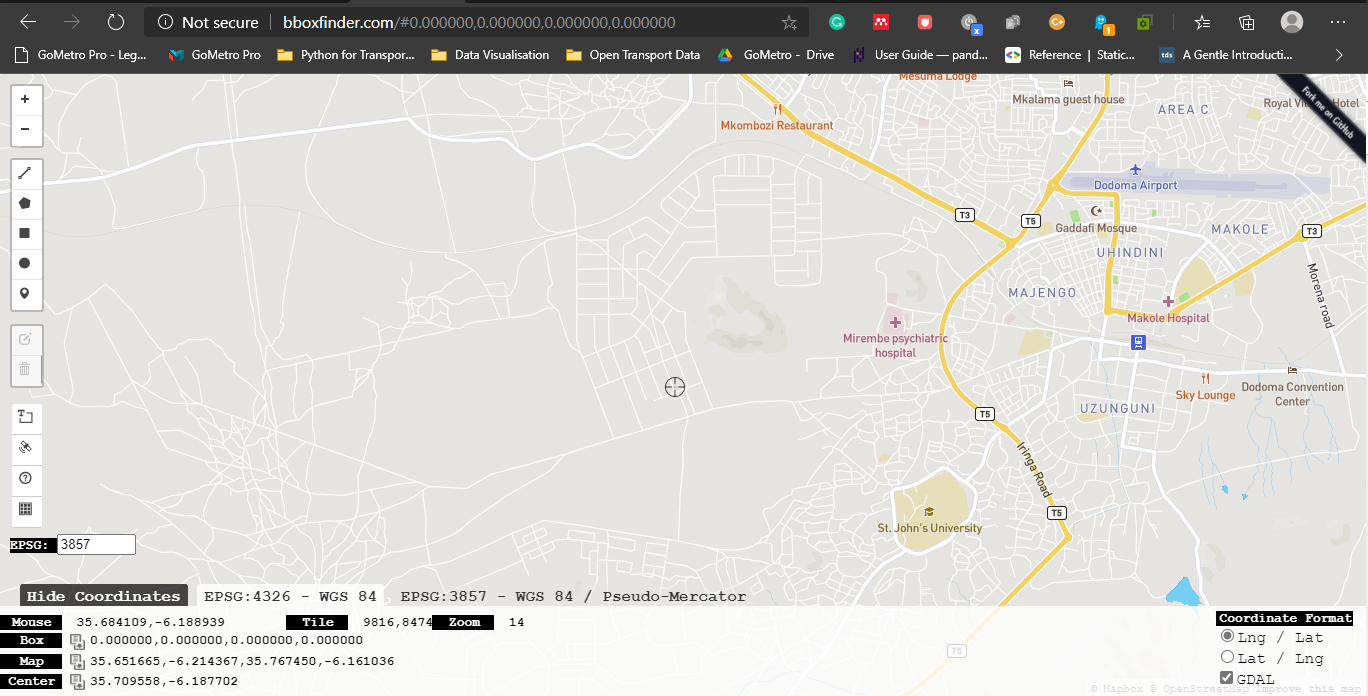 Not secure | bboxfinder.com/#0.000000,0.000000,0.000000,0.000000
GoMetro Pro - Leg... GoMetro Pro Python for Transpor... Data Visualisation Open Transport Data GoMetro - Drive User Guide — pand... Reference | Static... tds A Gentle Introducti...
Mesuma Lodge
Mkalama guest house
AREA C
Fork me on GitHub
Mkombozi Restaurant
Dodoma Airport
T3
T5
Gaddafi Mosque
MAKOLE
T3
UHINDINI
MAJENGO
Morena road
Makole Hospital
Mirembe psychiatric
hospital
Sky Lounge
Dodoma Convention
Center
UZUNGUNI
T5
Iringa Road
T5
St. John's University
T5
EPSG: 3857
Hide Coordinates EPSG:4326 - WGS 84 EPSG:3857 - WGS 84 / Pseudo-Mercator
Mouse 35.684109,-6.188939 Tile 9816,8474 Zoom 14
Box 0.000000,0.000000,0.000000,0.000000
Map 35.651665,-6.214367,35.767450,-6.161036
Center 35.709558,-6.187702
Coordinate Format
Lng / Lat
Lat / Lng
GDAL
© Mapbox © OpenStreetMap Improve this map